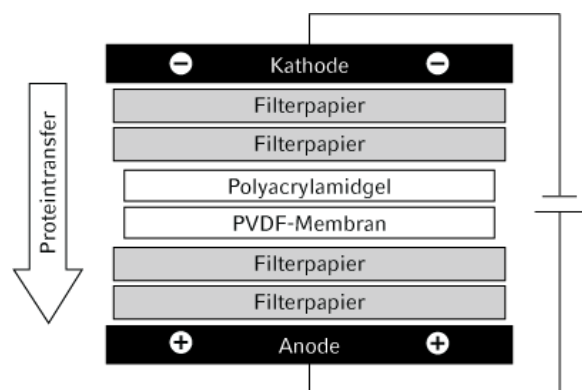 − Kathode −
Filterpapier
Filterpapier
Polyacrylamidgel
PVDF-Membran
Filterpapier
Filterpapier
+ Anode +
Proteintransfer